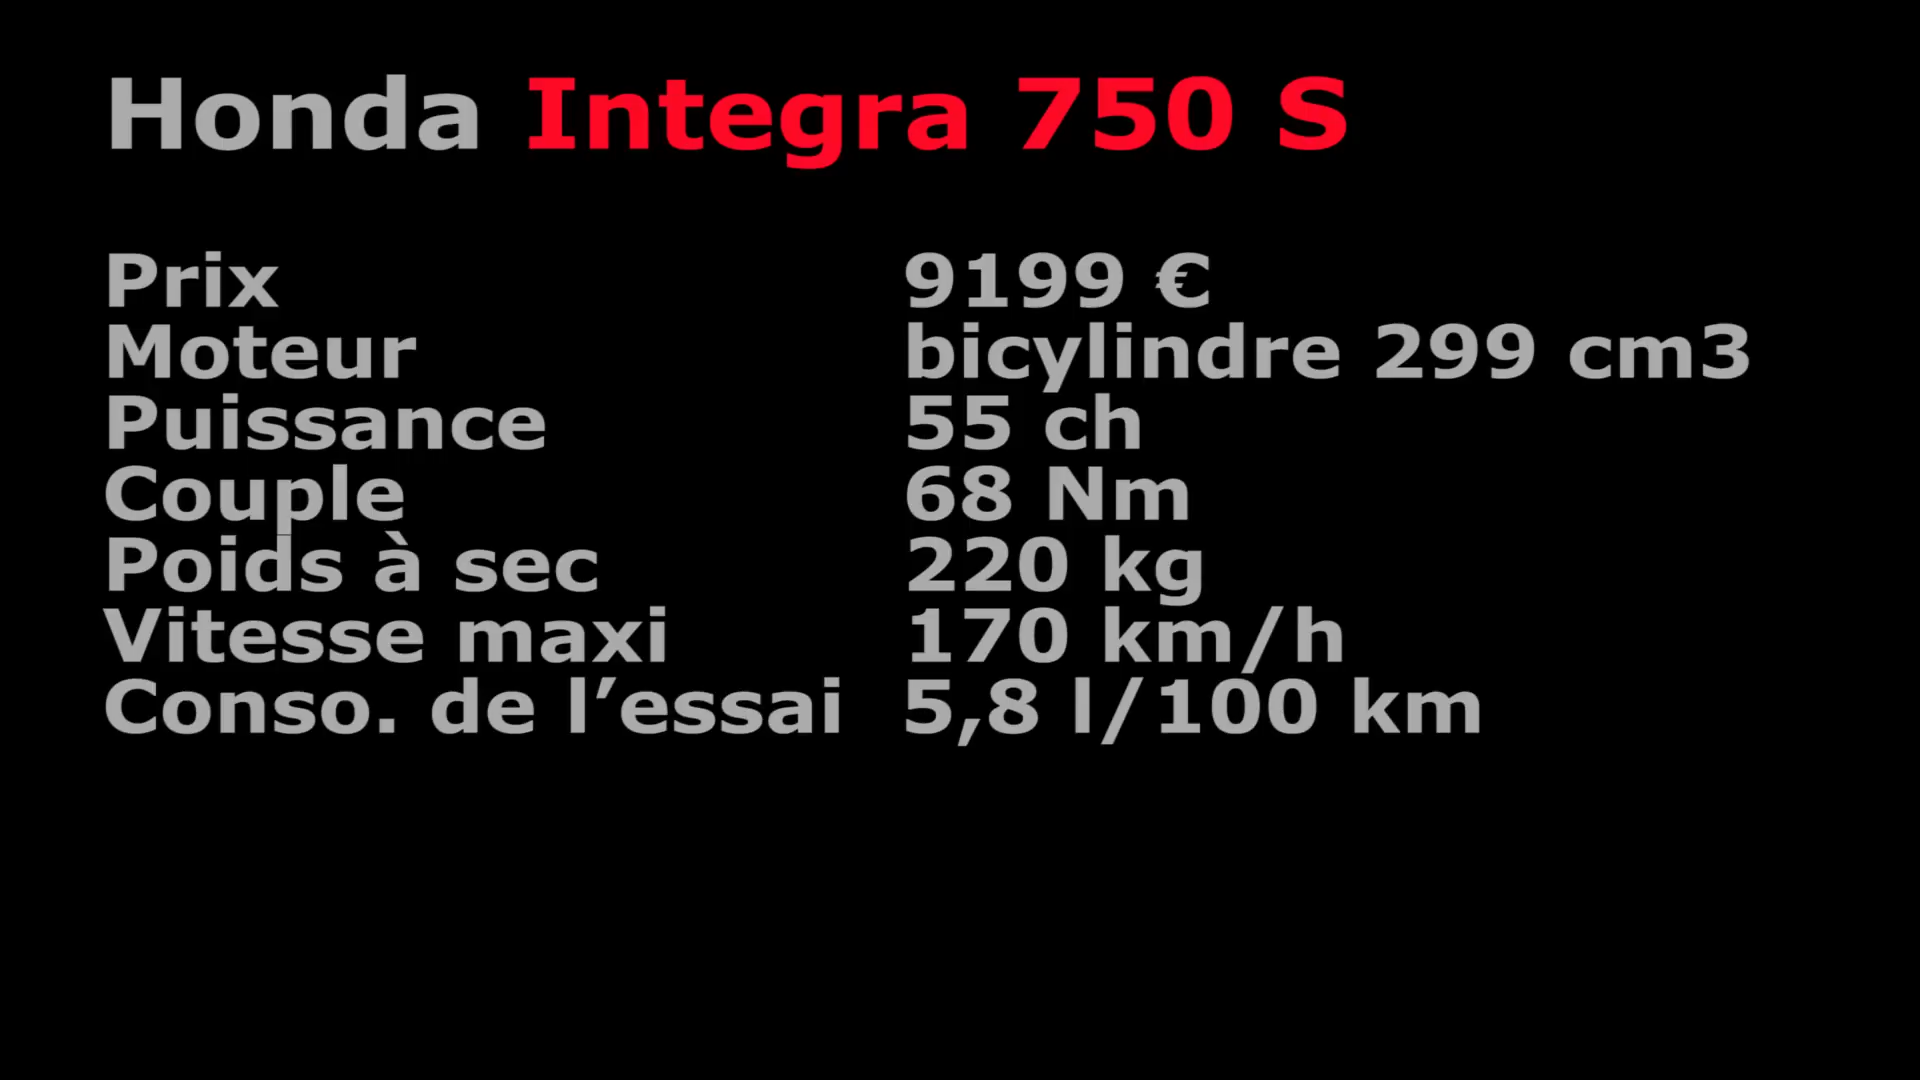 Honda Integra 750 S
Prix 9199 €
Moteur bicylindre 299 cm3
Puissance 55 ch
Couple 68 Nm
Poids à sec 220 kg
Vitesse maxi 170 km/h
Conso. de l’essai 5,8 l/100 km